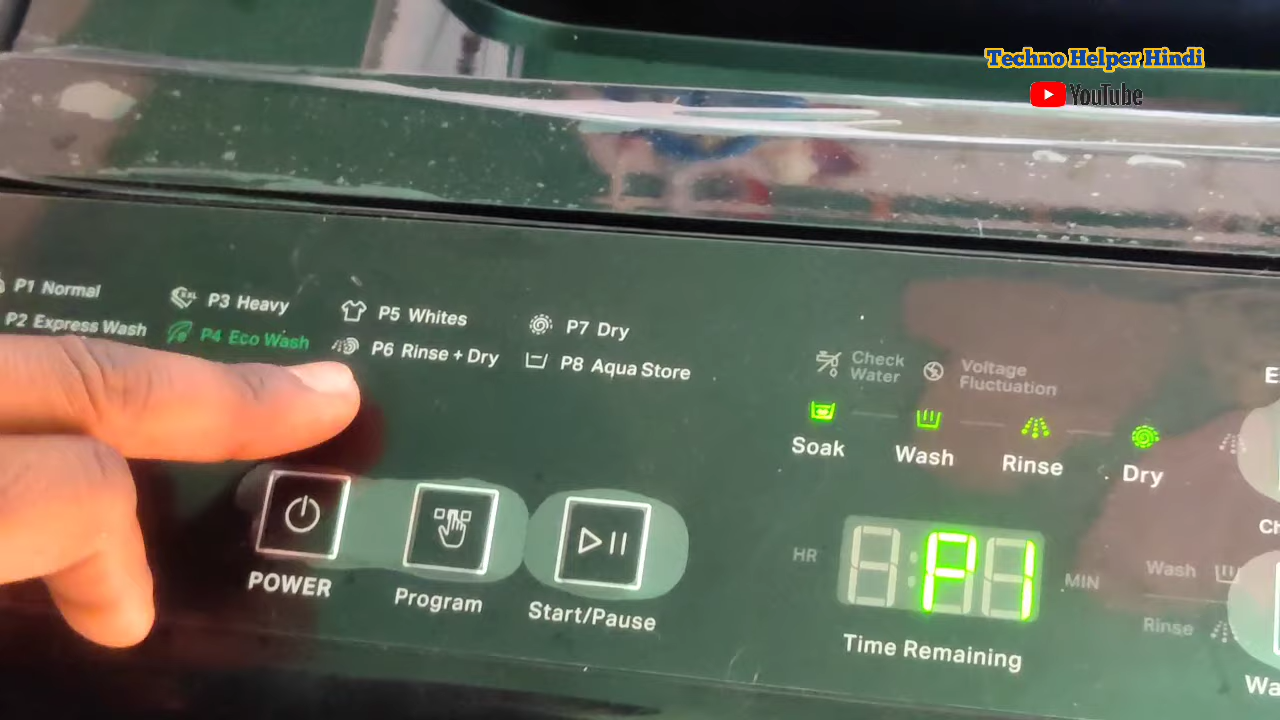 Techno Helper Hindi
YouTube
P1 Normal
P3 Heavy
P5 Whites
P7 Dry
P2 Express Wash
P4 Eco Wash
P6 Rinse + Dry
P8 Aqua Store
Check
Water
Voltage
Fluctuation
Soak
Wash
Rinse
Dry
HR
P1
MIN
Wash
Rinse
POWER
Program
Start/Pause
Time Remaining